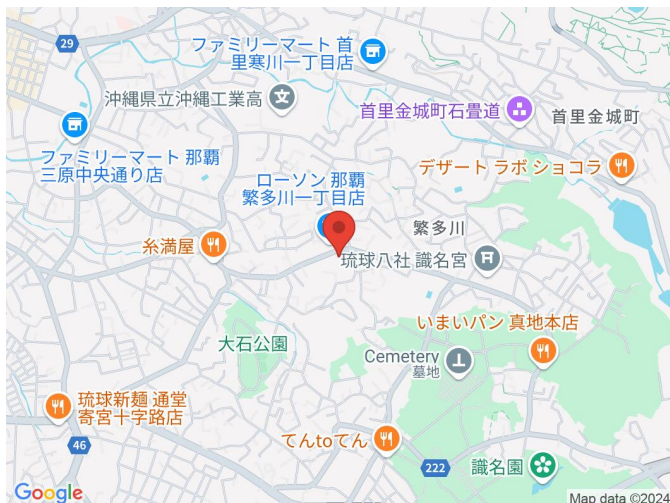 29
ファミリーマート 首
里寒川一丁目店
沖縄県立沖縄工業高
首里金城町石畳道
首里金城町
ファミリーマート 那覇
三原中央通り店
デザート ラボ ショコラ
ローソン 那覇
繁多川一丁目店
繁多川
糸満屋
琉球八社 識名宮
いまいパン 真地本店
大石公園
Cemetery
墓地
琉球新麺 通堂
寄宮十字路店
てんtoてん
46
222
識名園
Google
Map data ©2024